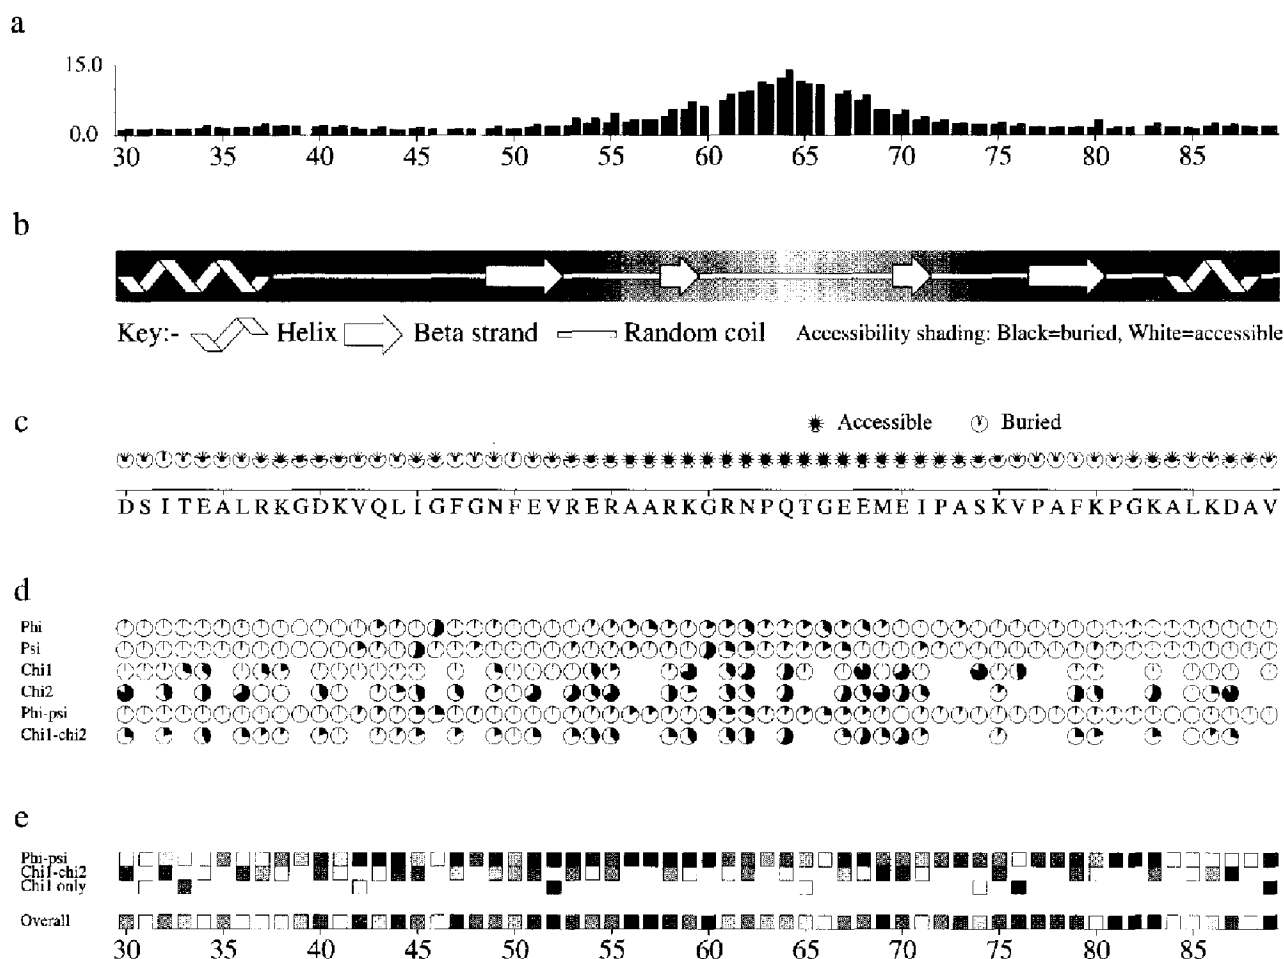 a
15.0
0.0
30 35 40 45 50 55 60 65 70 75 80 85
b
Key:- Helix Beta strand Random coil Accessibility shading: Black=buried, White=accessible
c
Accessible Buried
D S I T E A L R K G D K V Q L I G F G N F E V R E R A A R K G R N P Q T G E E M E I P A S K V P A F K P G K A L K D A V
d
Phi
Psi
Chi1
Chi2
Phi-psi
Chi1-chi2
e
Phi-psi
Chi1-chi2
Chi1 only
Overall
30 35 40 45 50 55 60 65 70 75 80 85